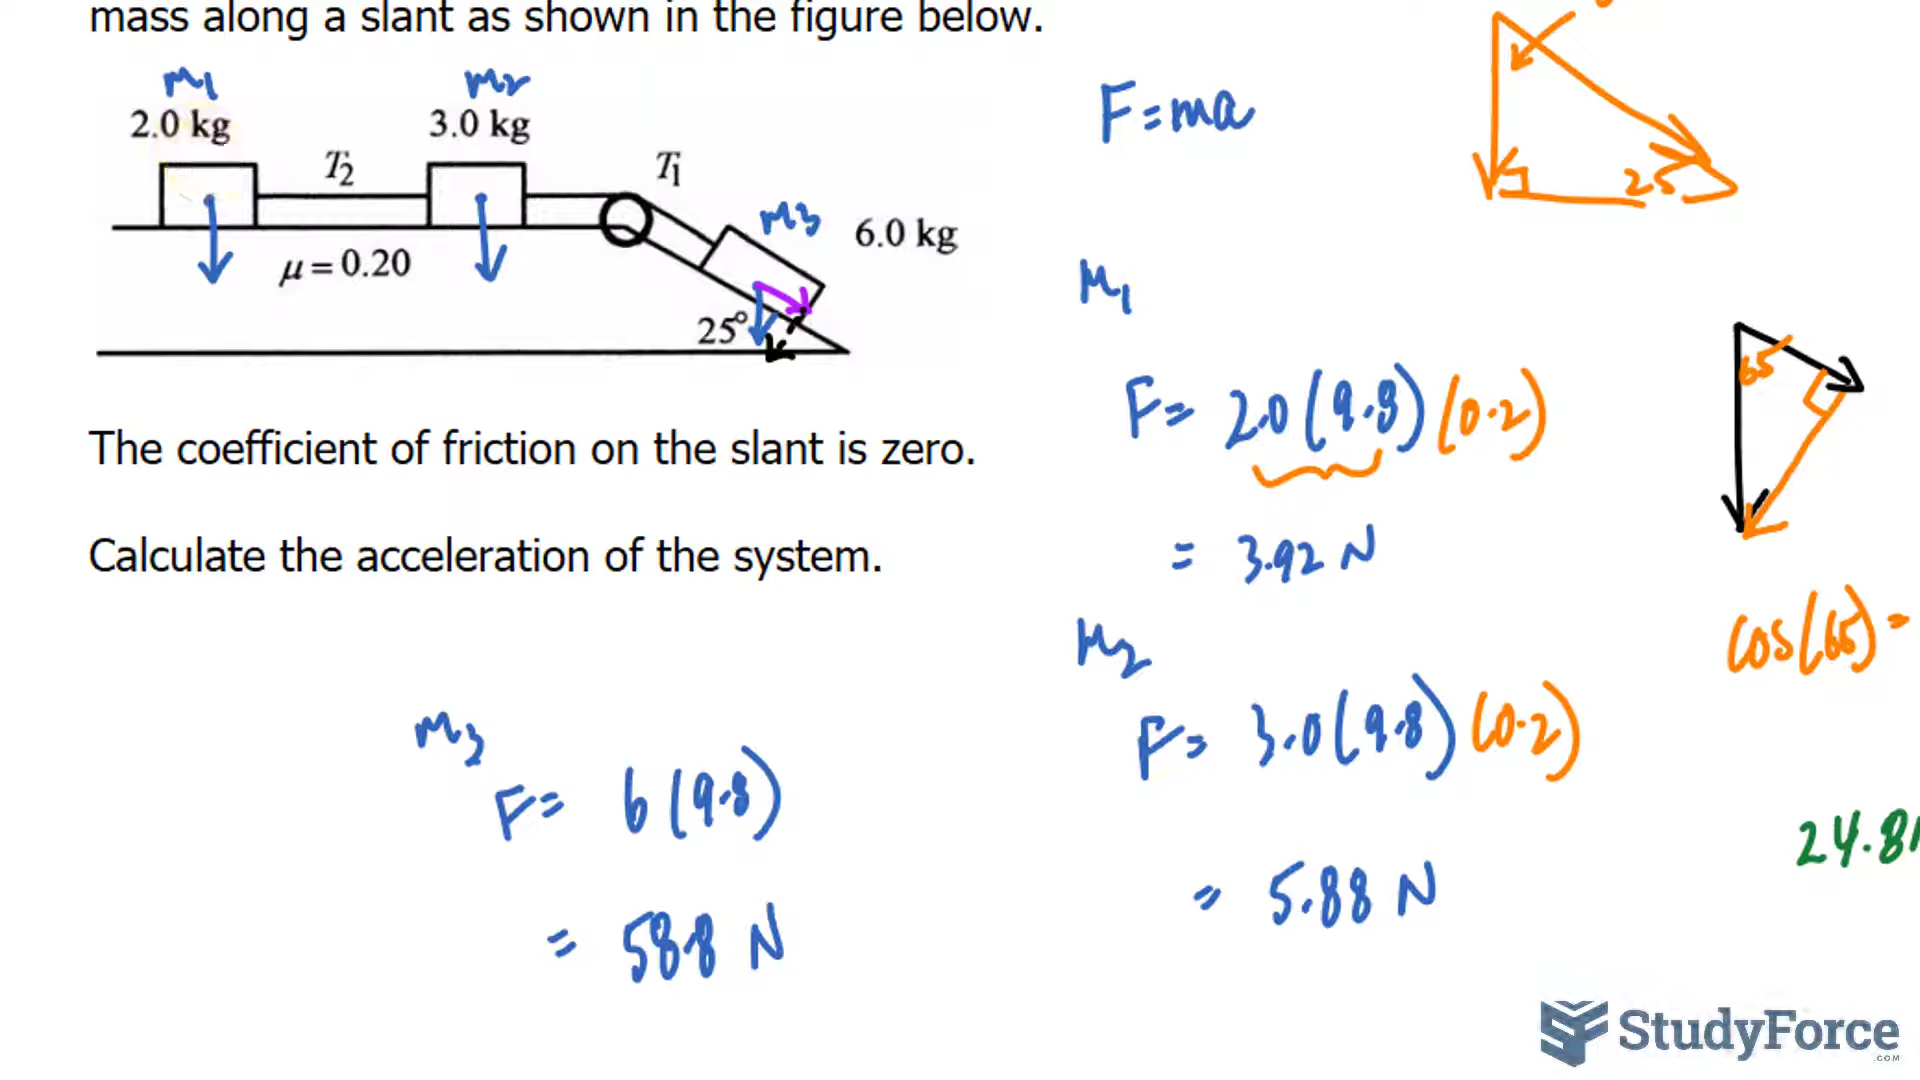 mass along a slant as shown in the figure below.
m1
m2
2.0 kg
3.0 kg
T2
T1
m3
6.0 kg
μ = 0.20
25°
The coefficient of friction on the slant is zero.
Calculate the acceleration of the system.
m3
F = 6(9.8)
= 58.8 N
F = ma
25
M1
F = 2.0(9.8)(0.2)
= 3.92 N
65
M2
cos(65) =
F = 3.0(9.8)(0.2)
= 5.88 N
24.8
StudyForce
.COM